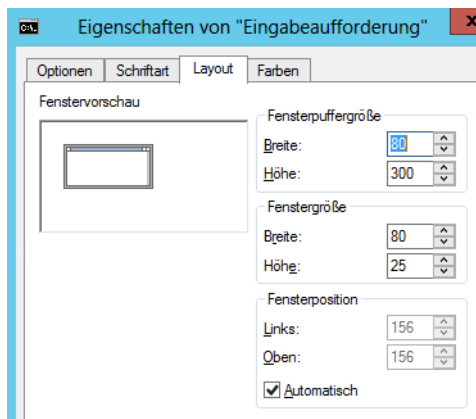 Eigenschaften von "Eingabeaufforderung"
Optionen Schriftart Layout Farben
Fenstervorschau
Fensterpuffergröße
Breite: 80
Höhe: 300
Fenstergröße
Breite: 80
Höhe: 25
Fensterposition
Links: 156
Oben: 156
Automatisch